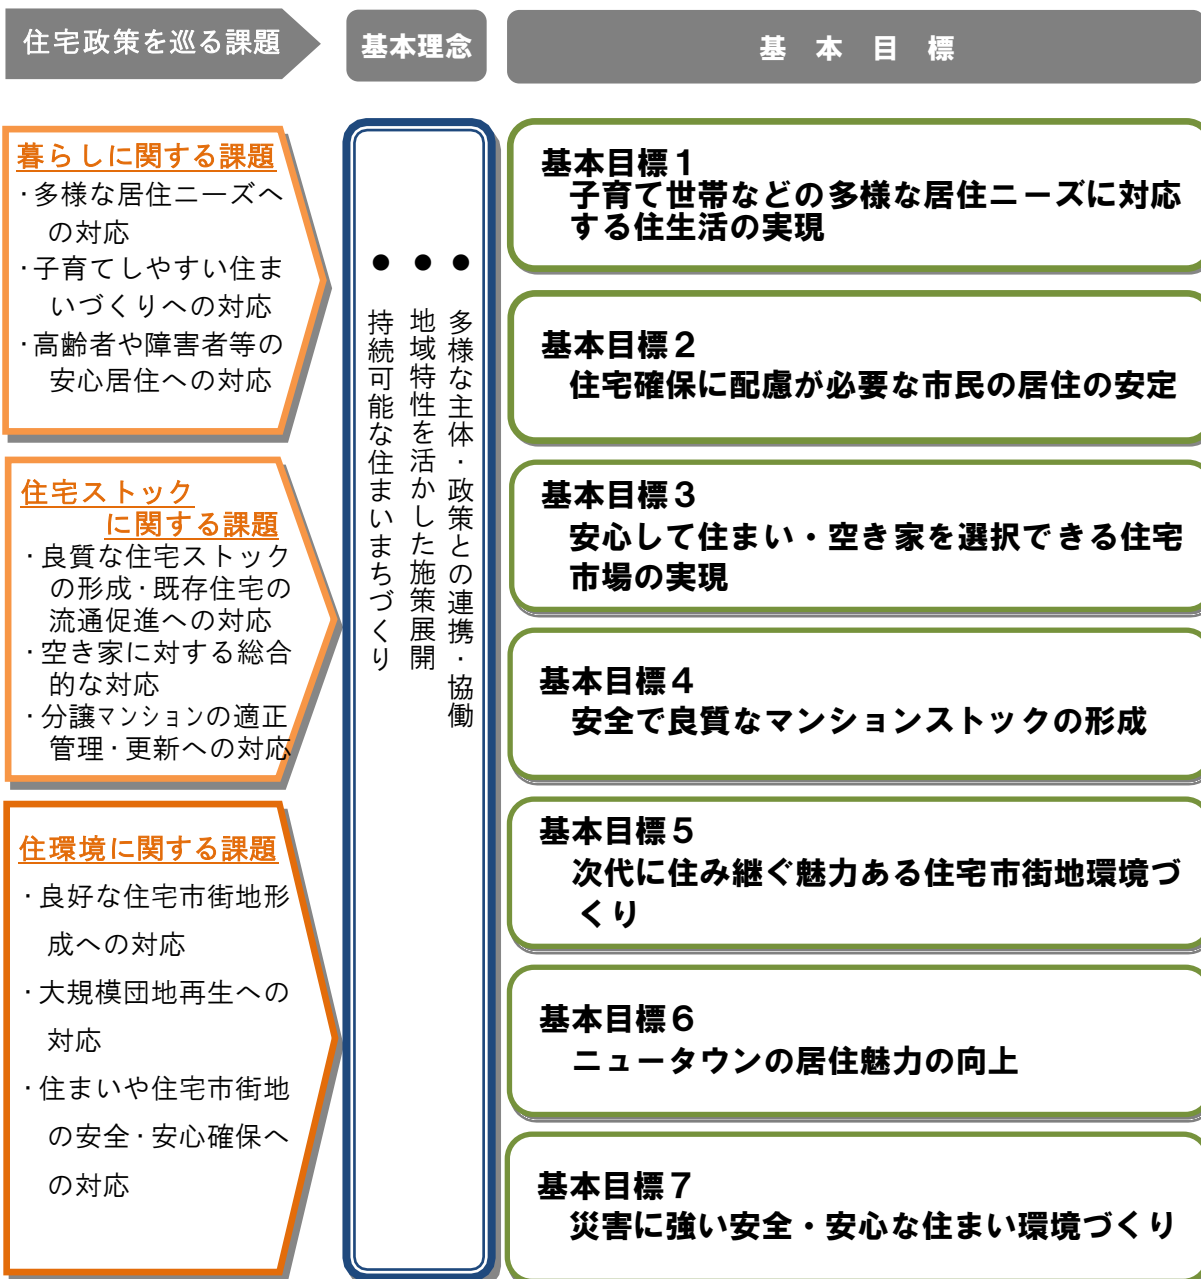 住宅政策を巡る課題
基本理念
基本目標
暮らしに関する課題
・多様な居住ニーズへ
の対応
・子育てしやすい住ま
いづくりへの対応
・高齢者や障害者等の
安心居住への対応
住宅ストック
に関する課題
・良質な住宅ストック
の形成・既存住宅の
流通促進への対応
・空き家に対する総合
的な対応
・分譲マンションの適正
管理・更新への対応
住環境に関する課題
・良好な住宅市街地形
成への対応
・大規模団地再生への
対応
・住まいや住宅市街地
の安全・安心確保へ
の対応
● 多様な主体・政策との連携・協働
● 地域特性を活かした施策展開
● 持続可能な住まいまちづくり
基本目標１
子育て世帯などの多様な居住ニーズに対応
する住生活の実現
基本目標２
住宅確保に配慮が必要な市民の居住の安定
基本目標３
安心して住まい・空き家を選択できる住宅
市場の実現
基本目標４
安全で良質なマンションストックの形成
基本目標５
次代に住み継ぐ魅力ある住宅市街地環境づ
くり
基本目標６
ニュータウンの居住魅力の向上
基本目標７
災害に強い安全・安心な住まい環境づくり